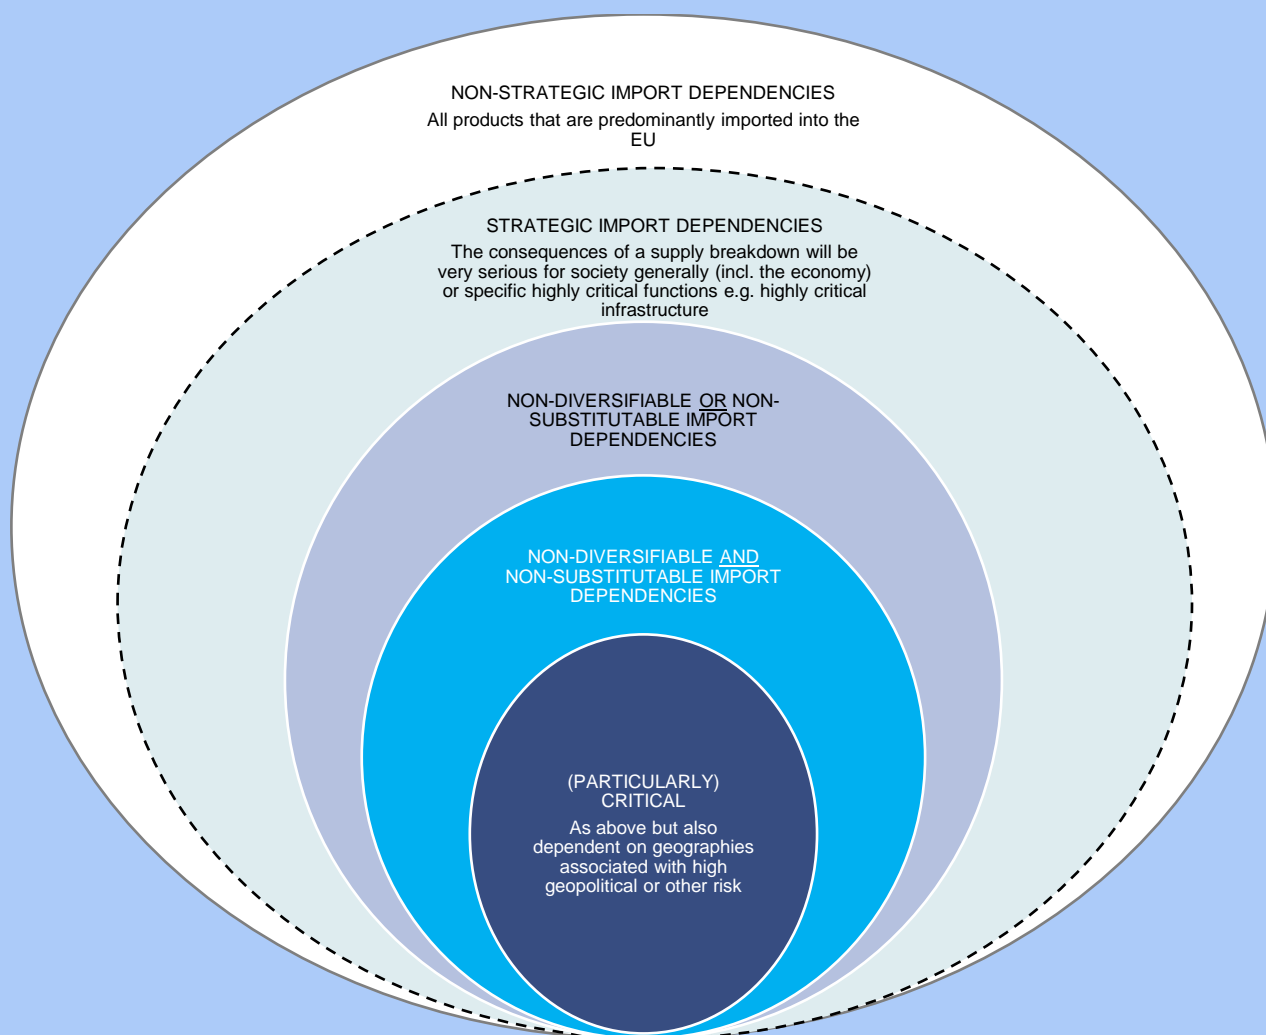 NON-STRATEGIC IMPORT DEPENDENCIES
All products that are predominantly imported into the
EU
STRATEGIC IMPORT DEPENDENCIES
The consequences of a supply breakdown will be
very serious for society generally (incl. the economy)
or specific highly critical functions e.g. highly critical
infrastructure
NON-DIVERSIFIABLE OR NON-
SUBSTITUTABLE IMPORT
DEPENDENCIES
NON-DIVERSIFIABLE AND
NON-SUBSTITUTABLE IMPORT
DEPENDENCIES
(PARTICULARLY)
CRITICAL
As above but also
dependent on geographies
associated with high
geopolitical or other risk